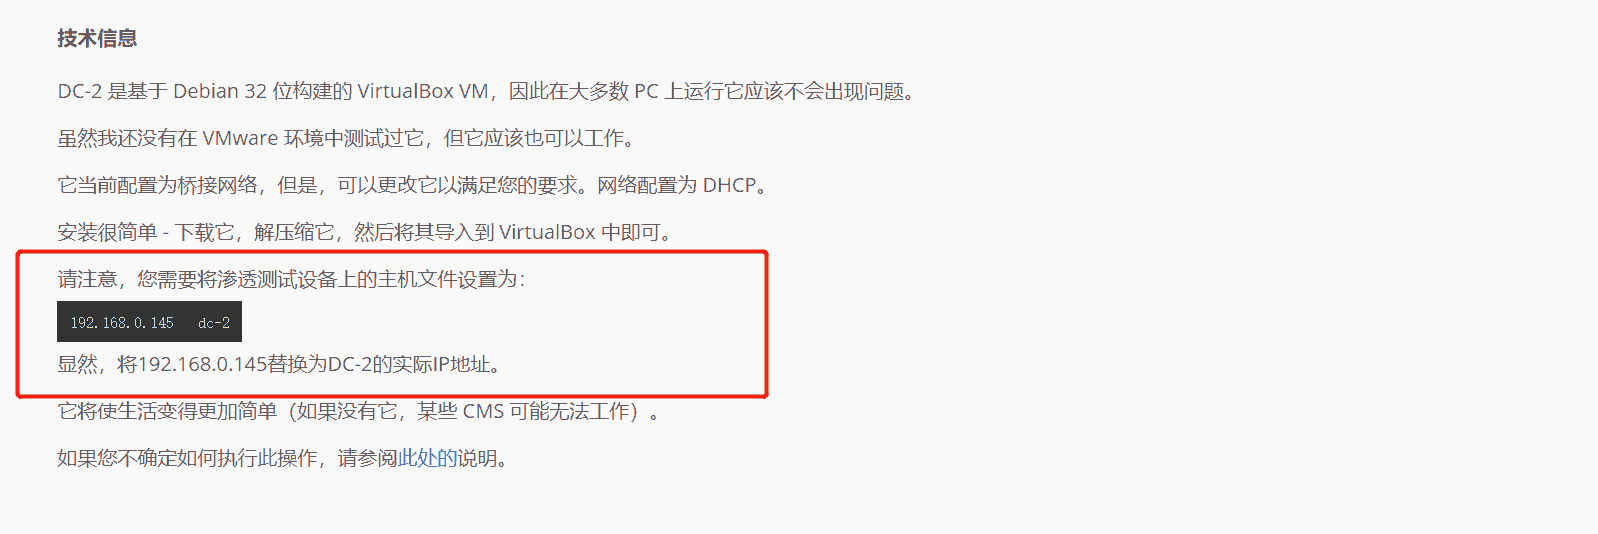 技术信息
DC-2 是基于 Debian 32 位构建的 VirtualBox VM，因此在大多数 PC 上运行它应该不会出现问题。
虽然我还没有在 VMware 环境中测试过它，但它应该也可以工作。
它当前配置为桥接网络，但是，可以更改它以满足您的要求。网络配置为 DHCP。
安装很简单 - 下载它，解压缩它，然后将其导入到 VirtualBox 中即可。
请注意，您需要将渗透测试设备上的主机文件设置为：
192.168.0.145   dc-2
显然，将192.168.0.145替换为DC-2的实际IP地址。
它将使生活变得更加简单（如果没有它，某些 CMS 可能无法工作）。
如果您不确定如何执行此操作，请参阅此处的说明。